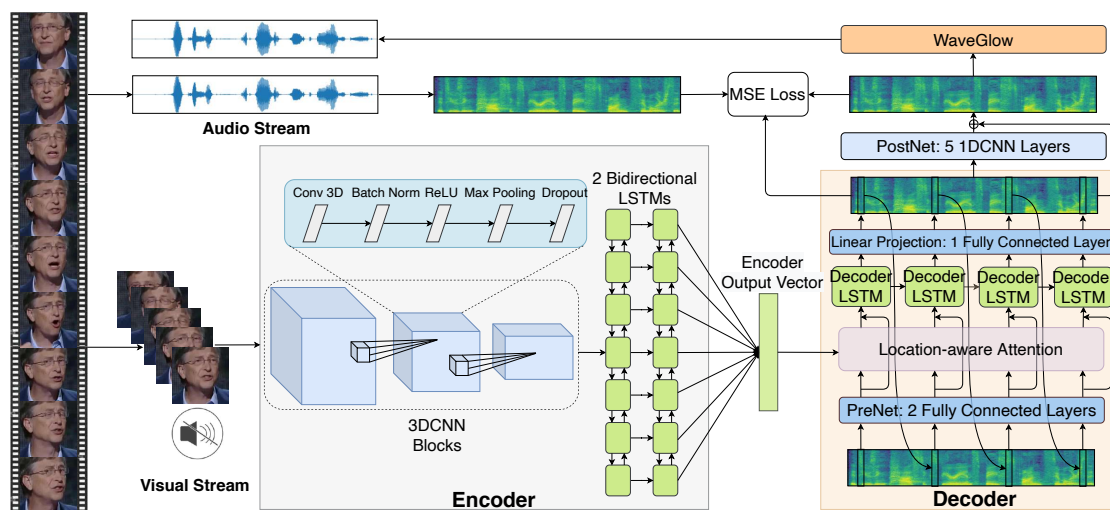 WaveGlow
MSE Loss
Audio Stream
PostNet: 5 1DCNN Layers
Conv 3D
Batch Norm
ReLU
Max Pooling
Dropout
2 Bidirectional
LSTMs
Linear Projection: 1 Fully Connected Layer
Encoder
Output Vector
Decoder
LSTM
Decoder
LSTM
Decoder
LSTM
Decoder
LSTM
Location-aware Attention
PreNet: 2 Fully Connected Layers
3DCNN
Blocks
Visual Stream
Encoder
Decoder